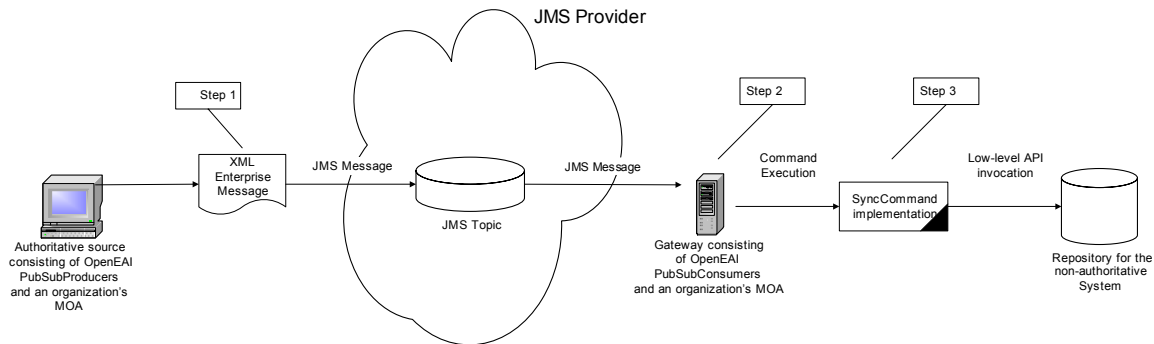 JMS Provider
Step 1
Step 2
Step 3
XML
Enterprise
Message
JMS Message
JMS Message
Command
Execution
Low-level API
invocation
SyncCommand
implementation
JMS Topic
Authoritative source
consisting of OpenEAI
PubSubProducers
and an organization's
MOA
Gateway consisting
of OpenEAI
PubSubConsumers
and an organization's MOA
Repository for the
non-authoritative
System